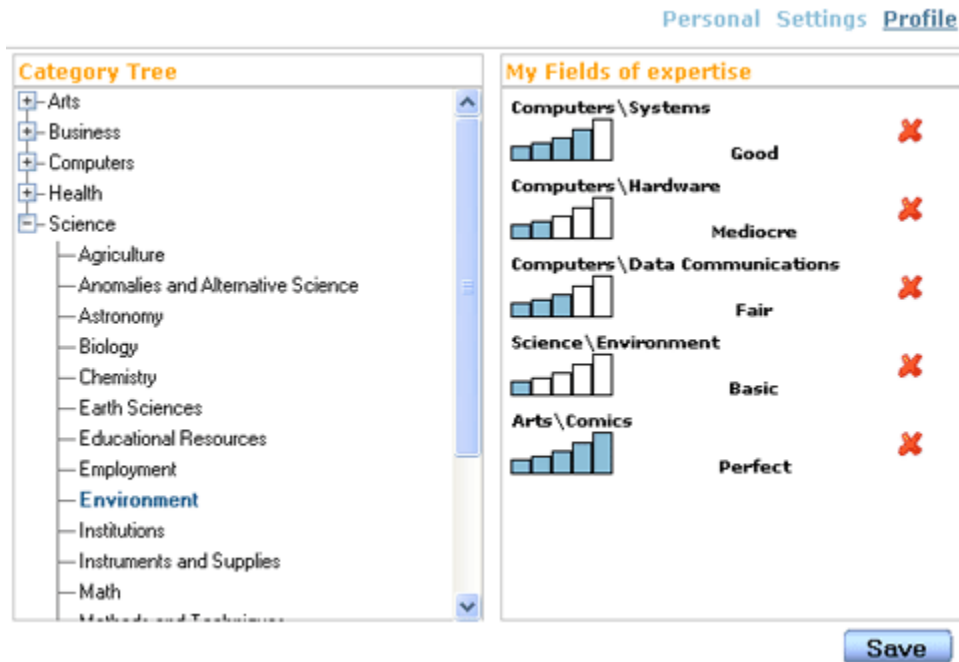 Personal Settings Profile
Category Tree
Arts
Business
Computers
Health
Science
Agriculture
Anomalies and Alternative Science
Astronomy
Biology
Chemistry
Earth Sciences
Educational Resources
Employment
Environment
Institutions
Instruments and Supplies
Math
My Fields of expertise
Computers\Systems
Good
Computers\Hardware
Mediocre
Computers\Data Communications
Fair
Science\Environment
Basic
Arts\Comics
Perfect
Save